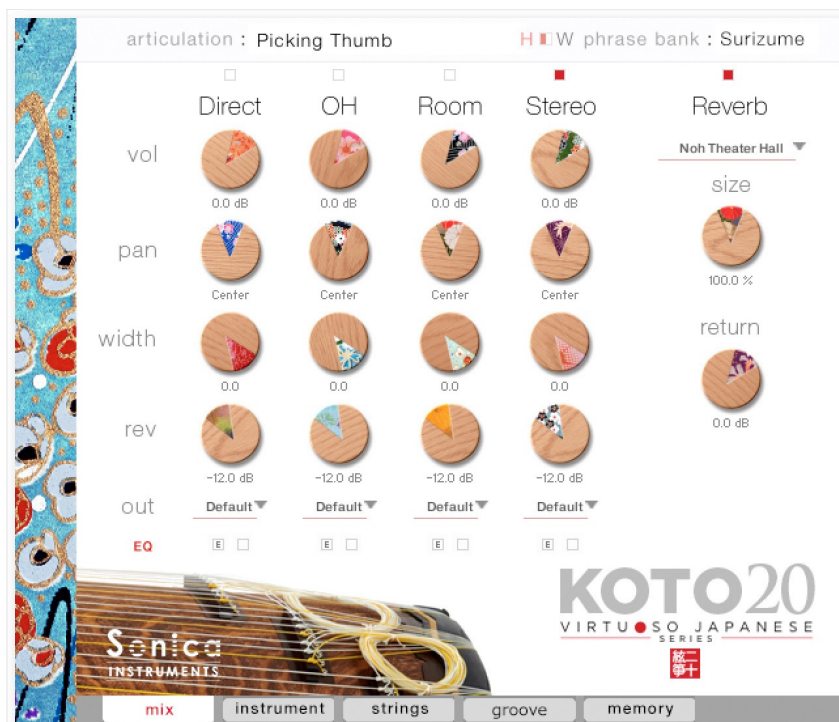 articulation : Picking Thumb
H W phrase bank : Surizume
Direct OH Room Stereo Reverb
vol
0.0 dB 0.0 dB 0.0 dB 0.0 dB
Noh Theater Hall
size
100.0 %
pan
Center Center Center Center
width
0.0 0.0 0.0 0.0
return
0.0 dB
rev
-12.0 dB -12.0 dB -12.0 dB -12.0 dB
out Default Default Default Default
EQ E E E E
KOTO20
VIRTUOSO JAPANESE
SERIES
二十
絃箏
Sonica
INSTRUMENTS
mix instrument strings groove memory